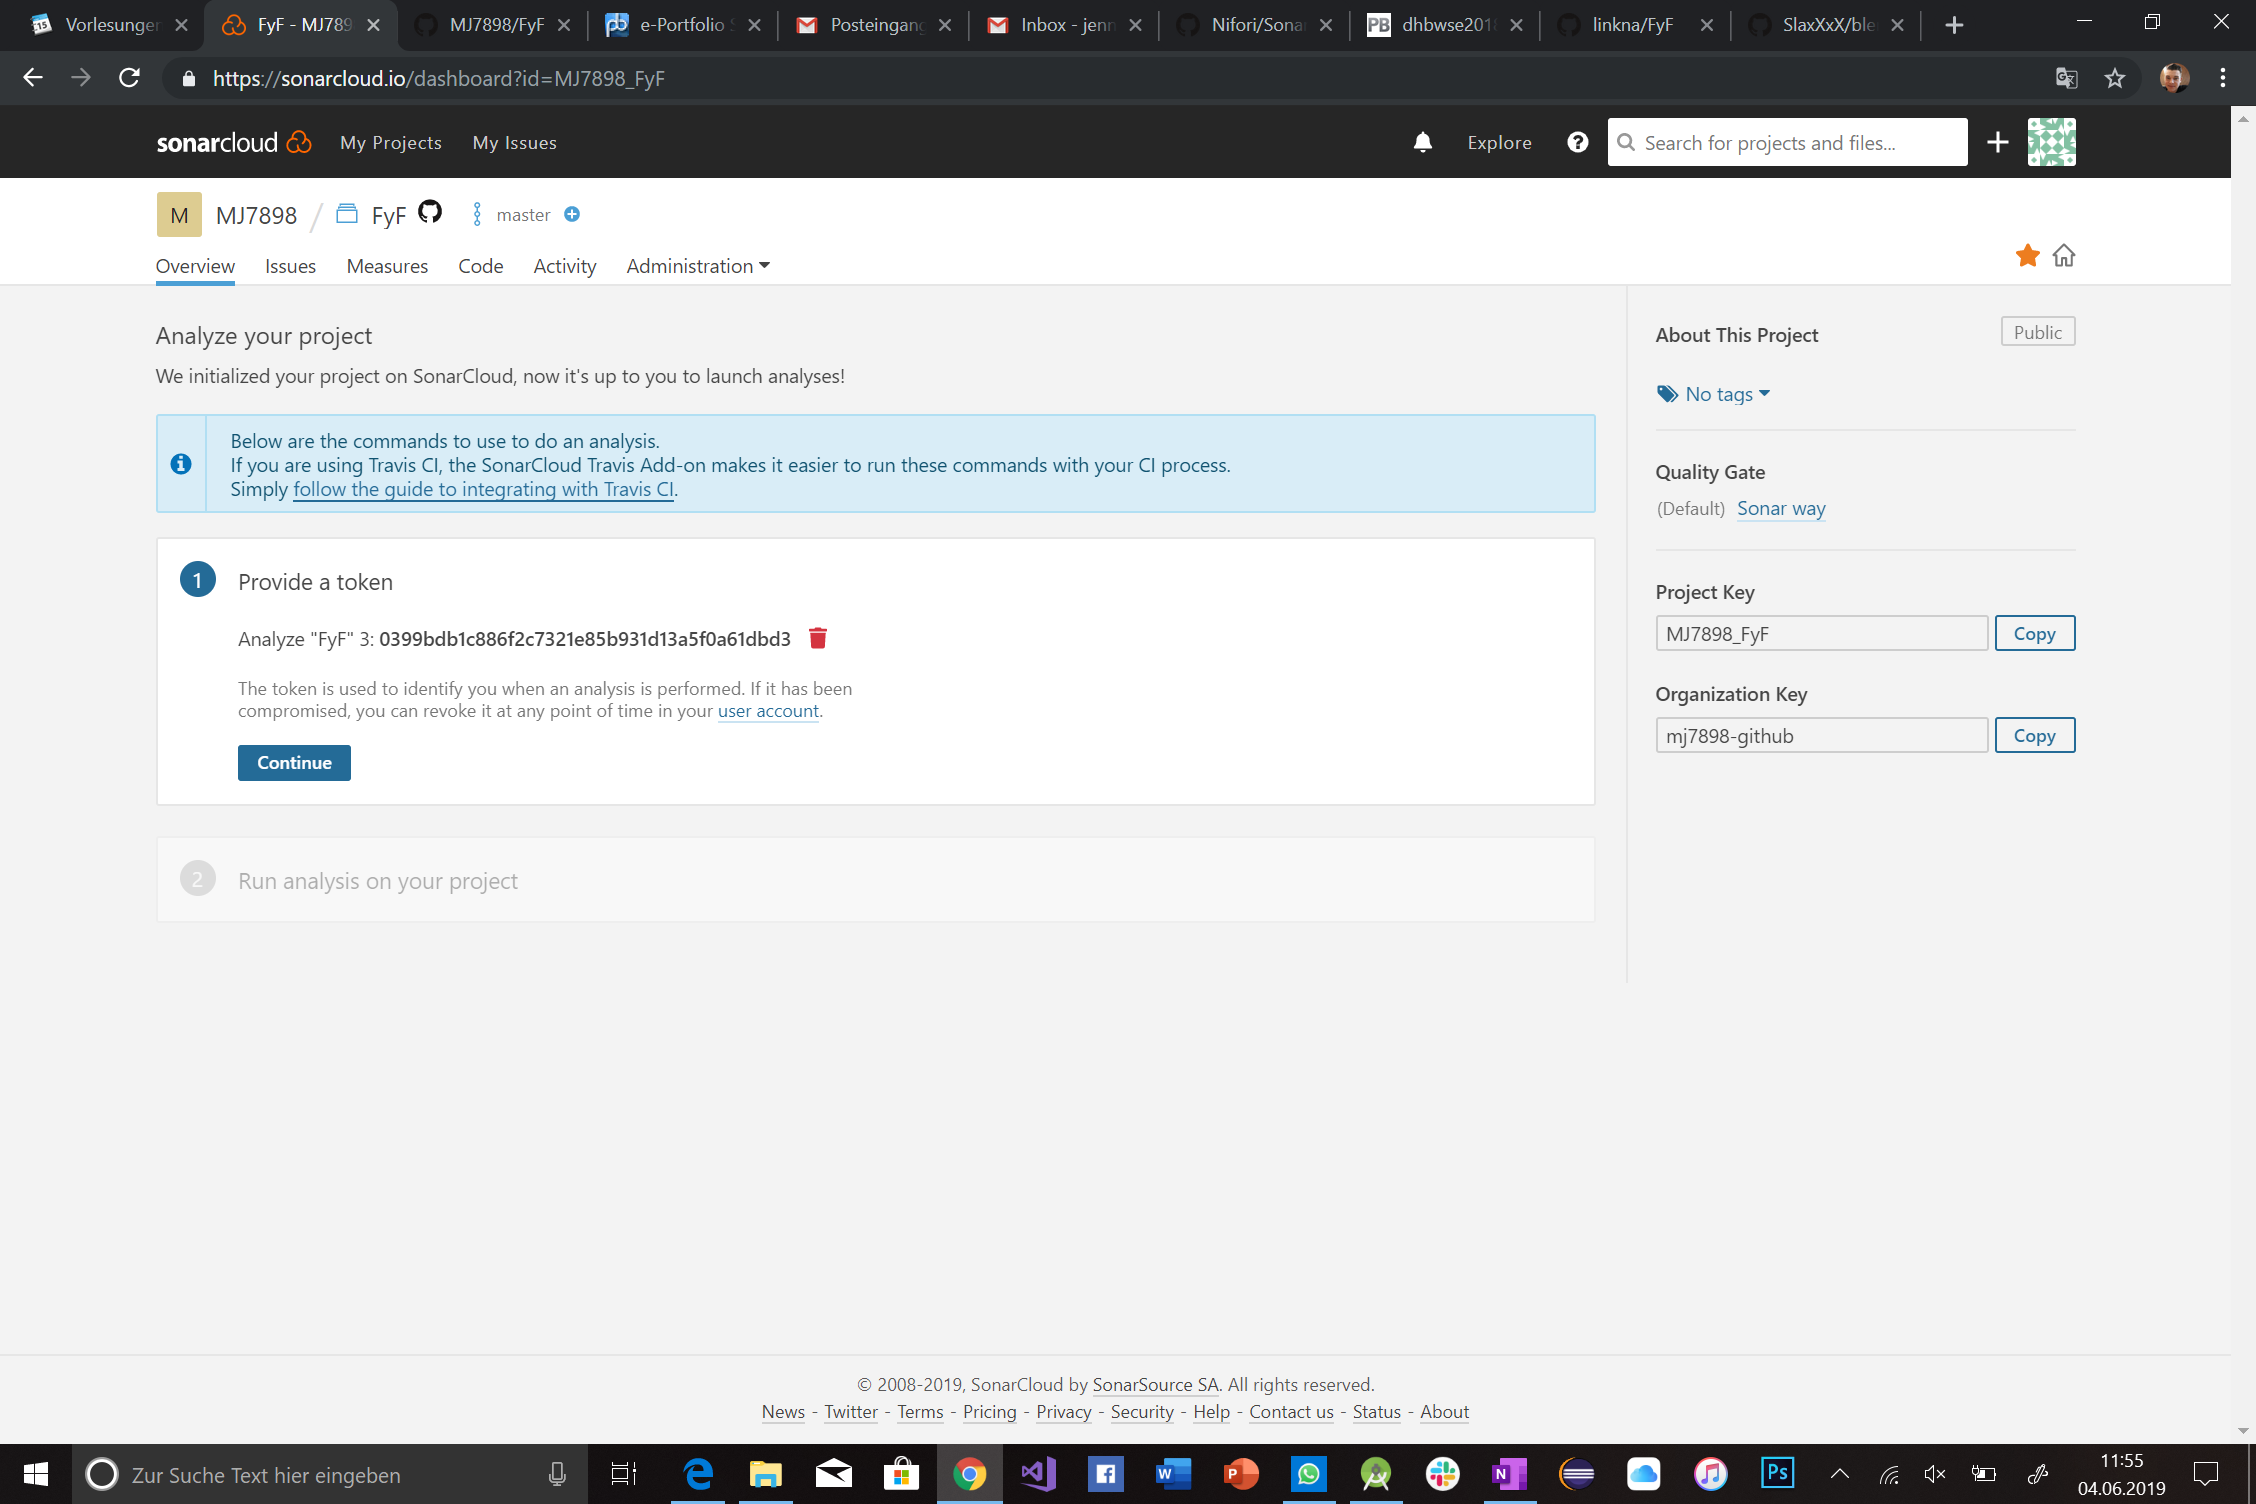 Vorlesunger
FyF - MJ789
MJ7898/FyF
e-Portfolio S
Posteingang
Inbox - jenn
Nifori/Sonar
PB dhbwse2018
linkna/FyF
SlaxXxX/ble
https://sonarcloud.io/dashboard?id=MJ7898_FyF
sonarcloud My Projects My Issues Explore Search for projects and files...
M MJ7898 / FyF master
Overview Issues Measures Code Activity Administration
Analyze your project
We initialized your project on SonarCloud, now it's up to you to launch analyses!
Below are the commands to use to do an analysis.
If you are using Travis CI, the SonarCloud Travis Add-on makes it easier to run these commands with your CI process.
Simply follow the guide to integrating with Travis CI.
1 Provide a token
Analyze "FyF" 3: 0399bdb1c886f2c7321e85b931d13a5f0a61dbd3
The token is used to identify you when an analysis is performed. If it has been
compromised, you can revoke it at any point of time in your user account.
Continue
2 Run analysis on your project
About This Project Public
No tags
Quality Gate
(Default) Sonar way
Project Key
MJ7898_FyF Copy
Organization Key
mj7898-github Copy
© 2008-2019, SonarCloud by SonarSource SA. All rights reserved.
News - Twitter - Terms - Pricing - Privacy - Security - Help - Contact us - Status - About
Zur Suche Text hier eingeben
11:55
04.06.2019